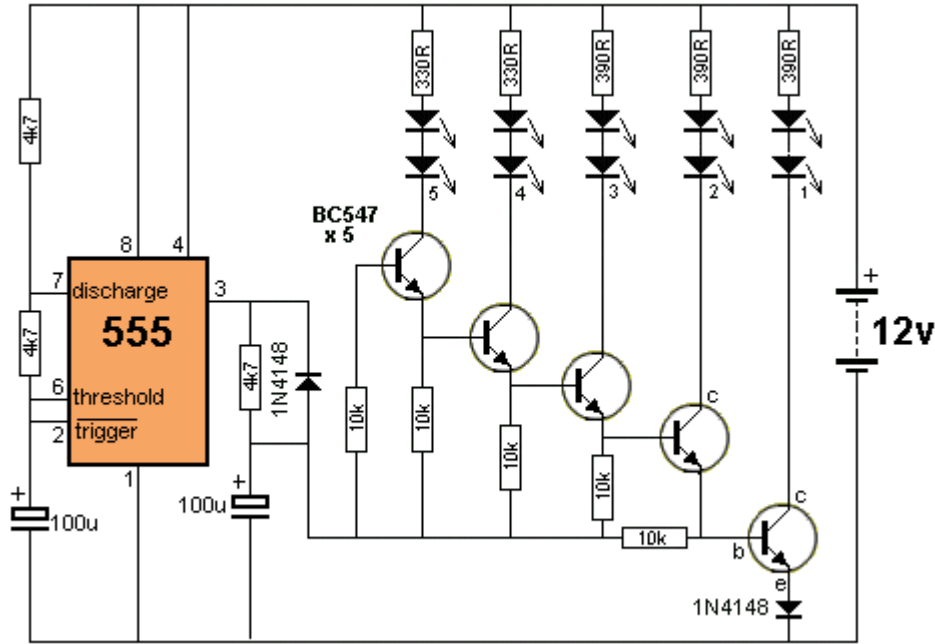 330R
330R
390R
390R
390R
4k7
5
4
3
2
1
BC547
x 5
8
4
7
discharge
3
+
555
12v
4k7
4k7
1N4148
6
threshold
2
trigger
10k
10k
c
10k
1
+
100u
+
100u
10k
10k
b
c
e
1N4148